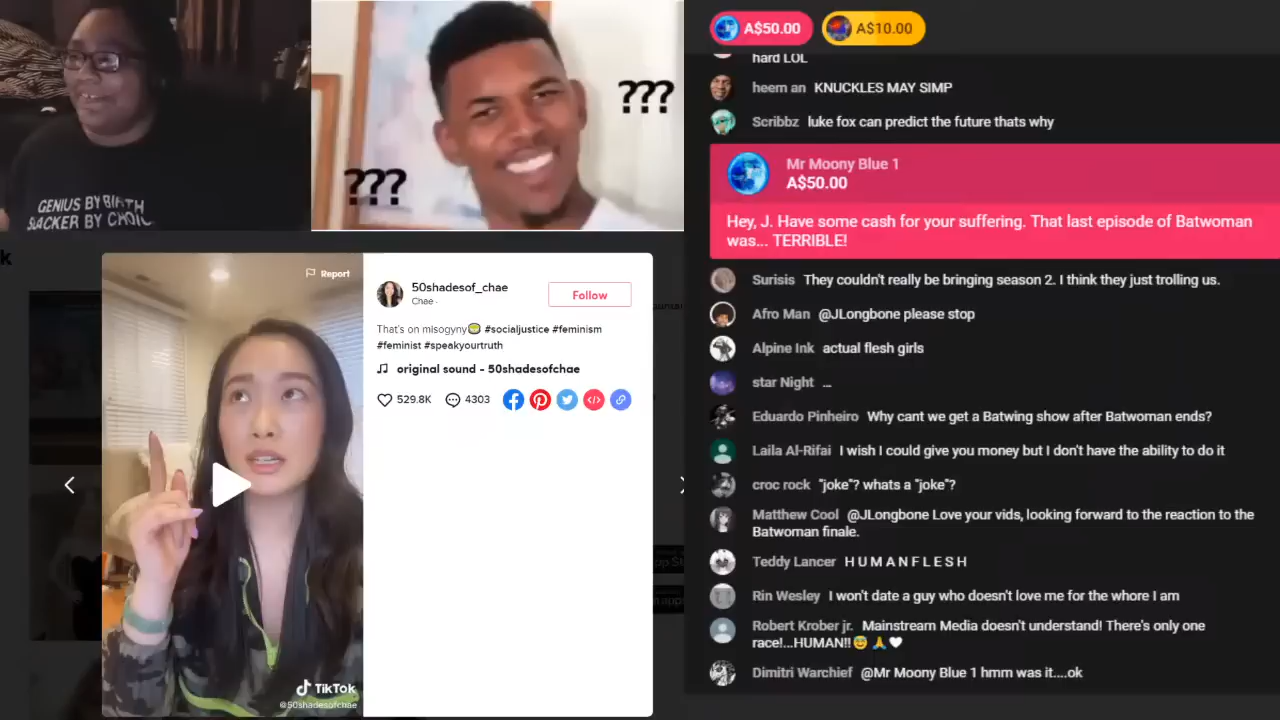 GENIUS BY BIRTH
SLACKER BY CHOIC
???
???
k
Report
50shadesof_chae
Chae ·
Follow
That's on misogyny #socialjustice #feminism
#feminist #speakyourtruth
original sound - 50shadesofchae
529.8K
4303
TikTok
@50shadesofchae
A$50.00
A$10.00
hard LOL
heem an KNUCKLES MAY SIMP
Scribbz luke fox can predict the future thats why
Mr Moony Blue 1
A$50.00
Hey, J. Have some cash for your suffering. That last episode of Batwoman
was... TERRIBLE!
Surisis They couldn't really be bringing season 2. I think they just trolling us.
Afro Man @JLongbone please stop
Alpine Ink actual flesh girls
star Night ...
Eduardo Pinheiro Why cant we get a Batwing show after Batwoman ends?
Laila Al-Rifai I wish I could give you money but I don't have the ability to do it
croc rock "joke"? whats a "joke"?
Matthew Cool @JLongbone Love your vids, looking forward to the reaction to the
Batwoman finale.
Teddy Lancer H U M A N F L E S H
Rin Wesley I won't date a guy who doesn't love me for the whore I am
Robert Krober jr. Mainstream Media doesn't understand! There's only one
race!...HUMAN!!😇🙏🤍
Dimitri Warchief @Mr Moony Blue 1 hmm was it....ok